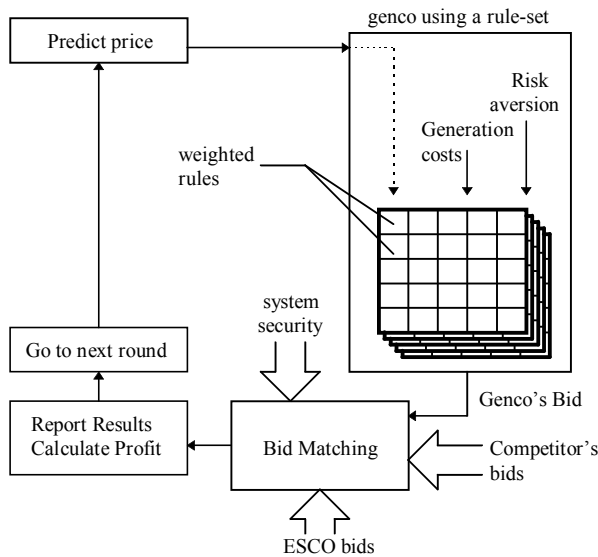 genco using a rule-set
Predict price
Risk
aversion
Generation
costs
weighted
rules
system
security
Go to next round
Genco's Bid
Report Results
Calculate Profit
Bid Matching
Competitor's
bids
ESCO bids